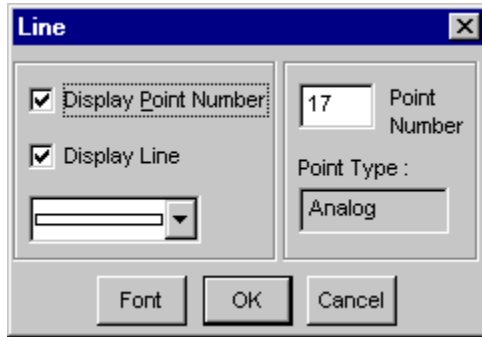 Line
Display Point Number
Display Line
17
Point
Number
Point Type :
Analog
Font
OK
Cancel